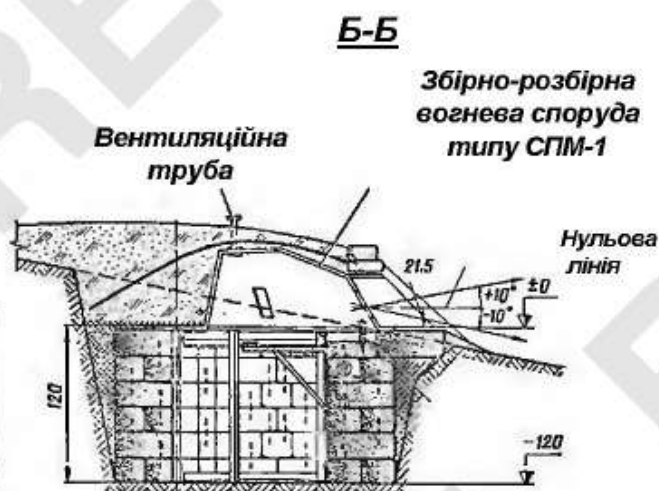 Б-Б
Збірно-розбірна
вогнева споруда
типу СПМ-1
Вентиляційна
труба
Нульова
лінія
21.5
+10°
-10°
±0
120
-120